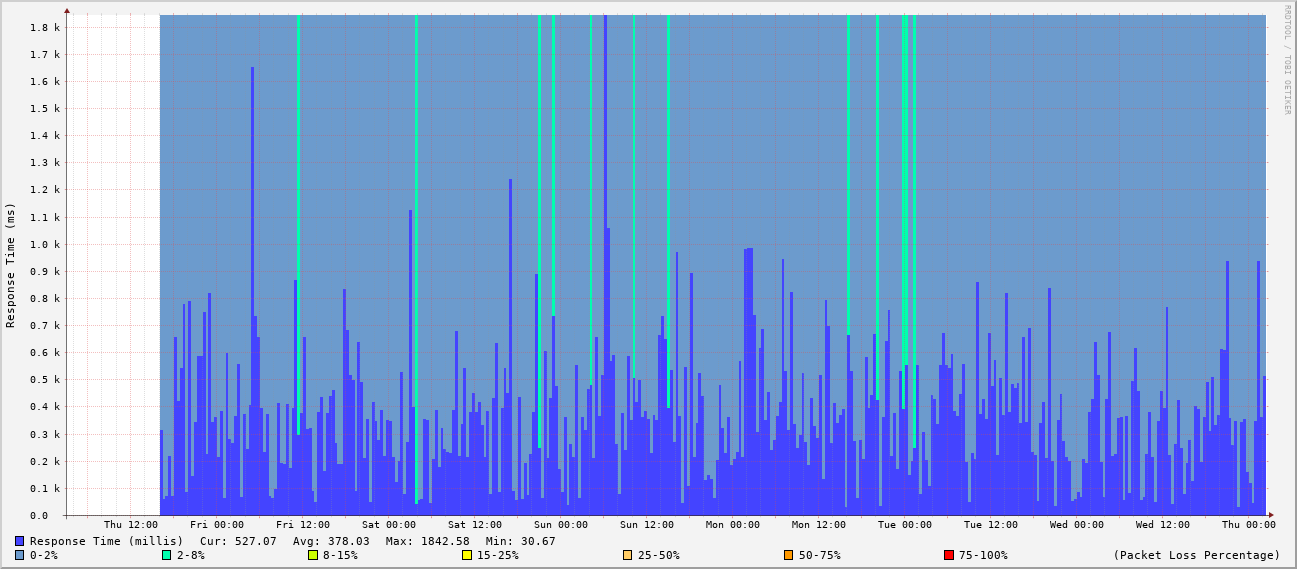 RRDTOOL / TOBI OETIKER
Response Time (ms)
1.8 k
1.7 k
1.6 k
1.5 k
1.4 k
1.3 k
1.2 k
1.1 k
1.0 k
0.9 k
0.8 k
0.7 k
0.6 k
0.5 k
0.4 k
0.3 k
0.2 k
0.1 k
0.0
Thu 12:00 Fri 00:00 Fri 12:00 Sat 00:00 Sat 12:00 Sun 00:00 Sun 12:00 Mon 00:00 Mon 12:00 Tue 00:00 Tue 12:00 Wed 00:00 Wed 12:00 Thu 00:00
Response Time (millis) Cur: 527.07 Avg: 378.03 Max: 1842.58 Min: 30.67
0-2% 2-8% 8-15% 15-25% 25-50% 50-75% 75-100% (Packet Loss Percentage)